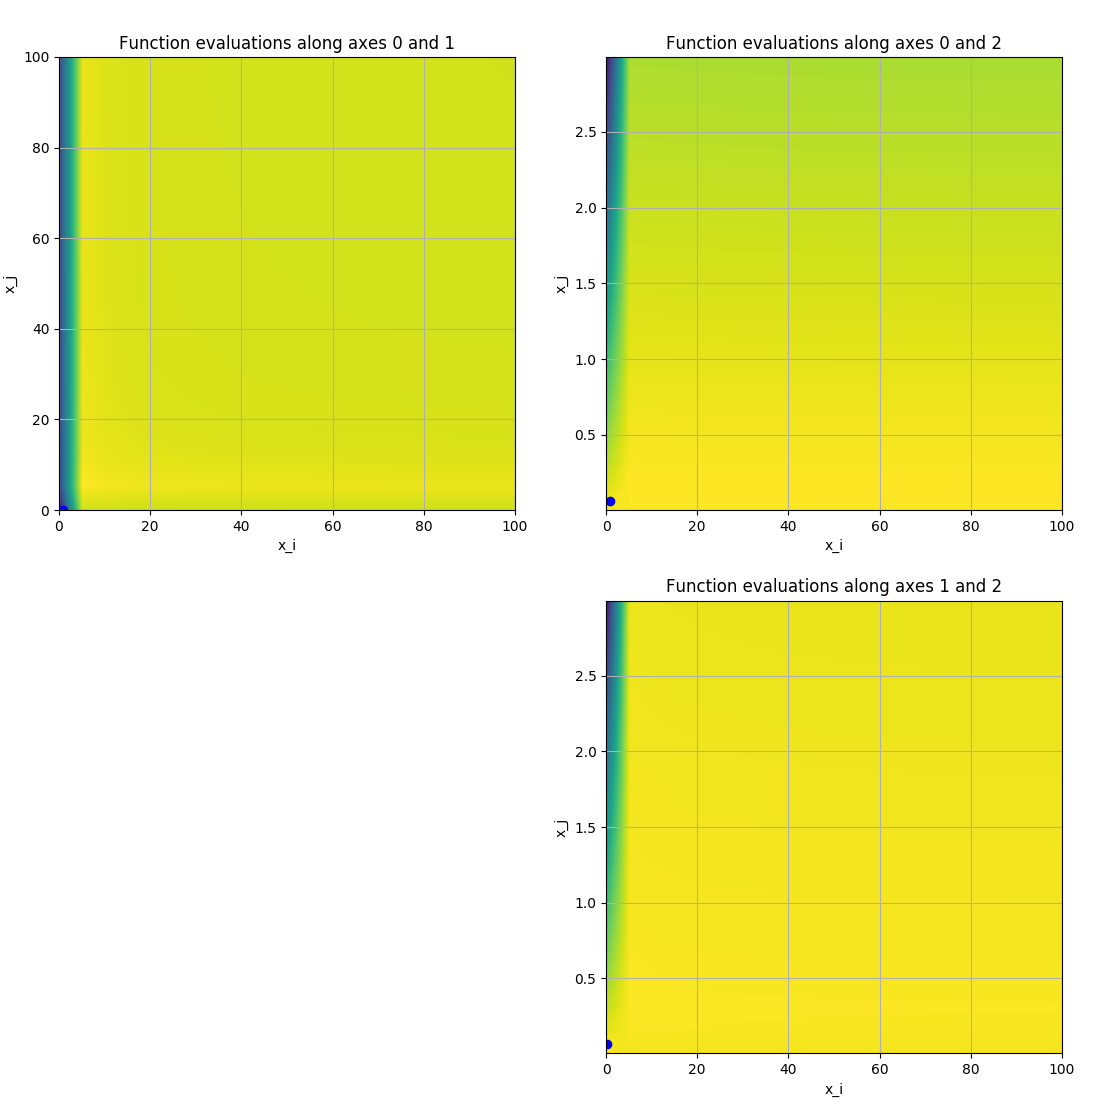 Function evaluations along axes 0 and 1
100
80
60
40
20
0
x_j
0 20 40 60 80 100
x_i
Function evaluations along axes 0 and 2
2.5
2.0
1.5
1.0
0.5
x_j
0 20 40 60 80 100
x_i
Function evaluations along axes 1 and 2
2.5
2.0
1.5
1.0
0.5
x_j
0 20 40 60 80 100
x_i